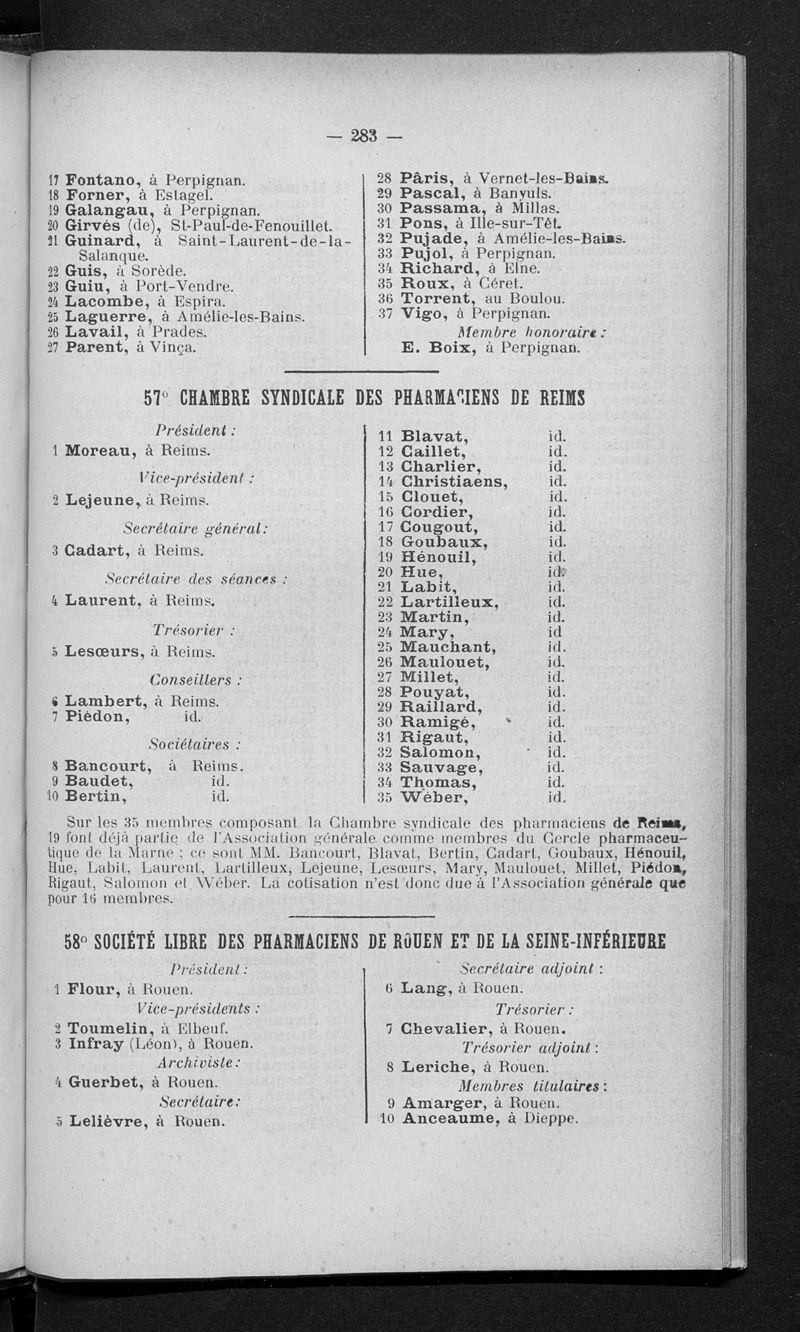 — 283 —
17 Fontano, à Perpignan.
18 Forner, à Estagel.
19 Galangau, à Perpignan.
20 Girvés (de), St-Paul-de-Fenouillet.
21 Guinard, à Saint-Laurent-de-la-
Salanque.
22 Guis, à Sorède.
23 Guiu, à Port-Vendre.
24 Lacombe, à Espira.
25 Laguerre, à Amélie-les-Bains.
26 Lavail, à Prades.
27 Parent, à Vinça.
28 Pâris, à Vernet-les-Bains.
29 Pascal, à Banyuls.
30 Passama, à Millas.
31 Pons, à Ille-sur-Têt.
32 Pujade, à Amélie-les-Bains.
33 Pujol, à Perpignan.
34 Richard, à Elne.
35 Roux, à Céret.
36 Torrent, au Boulou.
37 Vigo, à Perpignan.
Membre honoraire :
E. Boix, à Perpignan.
57° CHAMBRE SYNDICALE DES PHARMACIENS DE REIMS
Président :
1 Moreau, à Reims.
Vice-président :
2 Lejeune, à Reims.
Secrétaire général:
3 Cadart, à Reims.
Secrétaire des séances :
4 Laurent, à Reims.
Trésorier :
5 Lesœurs, à Reims.
Conseillers :
6 Lambert, à Reims.
7 Piédon, id.
Sociétaires :
8 Bancourt, à Reims.
9 Baudet, id.
10 Bertin, id.
11 Blavat, id.
12 Caillet, id.
13 Charlier, id.
14 Christiaens, id.
15 Clouet, id.
16 Cordier, id.
17 Cougout, id.
18 Goubaux, id.
19 Hénouil, id.
20 Hue, id.
21 Labit, id.
22 Lartilleux, id.
23 Martin, id.
24 Mary, id
25 Mauchant, id.
26 Maulouet, id.
27 Millet, id.
28 Pouyat, id.
29 Raillard, id.
30 Ramigé, id.
31 Rigaut, id.
32 Salomon, id.
33 Sauvage, id.
34 Thomas, id.
35 Wéber, id.
Sur les 35 membres composant la Chambre syndicale des pharmaciens de Reims,
19 font déjà partie de l'Association générale comme membres du Cercle pharmaceu-
tique de la Marne : ce sont MM. Bancourt, Blavat, Bertin, Cadart, Goubaux, Hénouil,
Hue, Labit, Laurent, Lartilleux, Lejeune, Lesœurs, Mary, Maulouet, Millet, Piédon,
Rigaut, Salomon et Wéber. La cotisation n'est donc due à l'Association générale que
pour 16 membres.
58° SOCIÉTÉ LIBRE DES PHARMACIENS DE ROUEN ET DE LA SEINE-INFÉRIEURE
Président :
1 Flour, à Rouen.
Vice-présidents :
2 Toumelin, à Elbeuf.
3 Infray (Léon), à Rouen.
Archiviste :
4 Guerbet, à Rouen.
Secrétaire:
5 Lelièvre, à Rouen.
Secrétaire adjoint :
6 Lang, à Rouen.
Trésorier :
7 Chevalier, à Rouen.
Trésorier adjoint :
8 Leriche, à Rouen.
Membres titulaires :
9 Amarger, à Rouen.
10 Anceaume, à Dieppe.